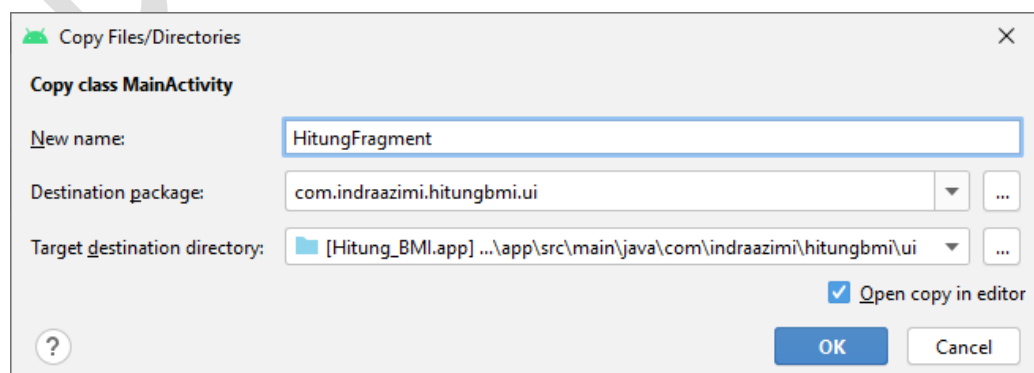 Copy Files/Directories
Copy class MainActivity
New name: HitungFragment
Destination package: com.indraazimi.hitungbmi.ui ...
Target destination directory: [Hitung_BMI.app] ...\app\src\main\java\com\indraazimi\hitungbmi\ui ...
Open copy in editor
? OK Cancel